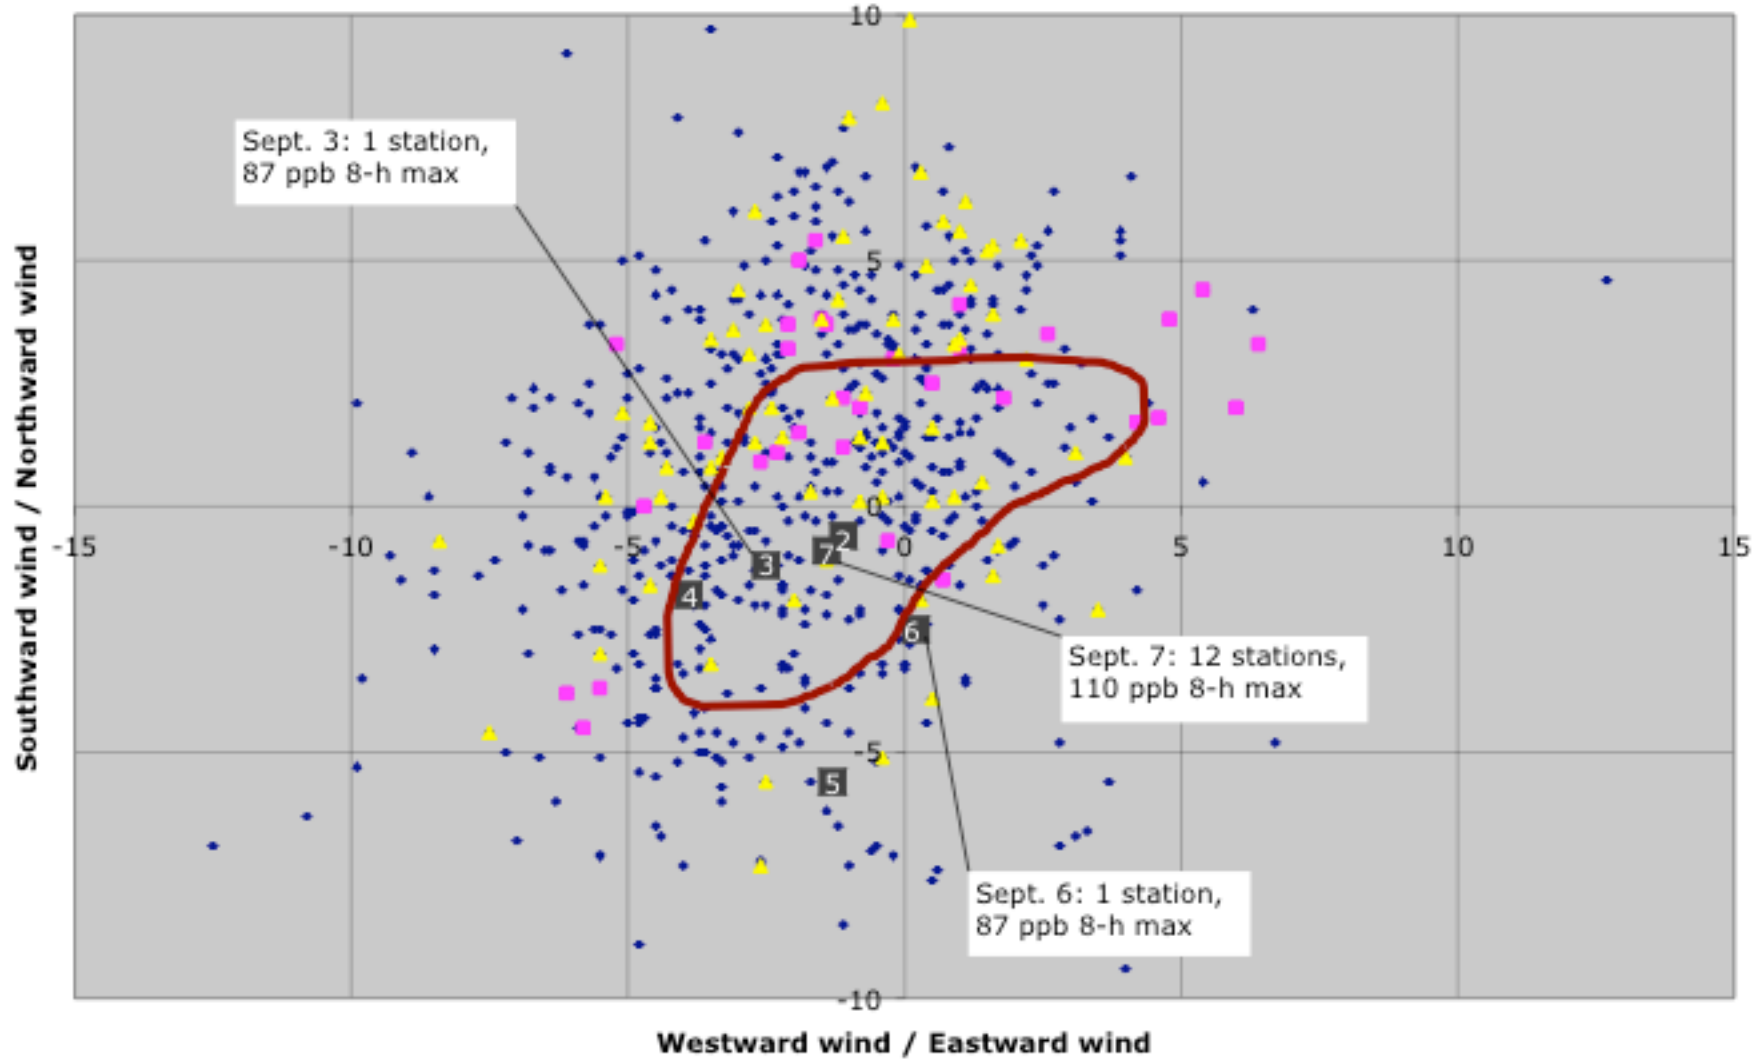 10
Sept. 3: 1 station,
87 ppb 8-h max
5
0
-15
-10
-5
0
5
10
15
2
7
3
4
6
Sept. 7: 12 stations,
110 ppb 8-h max
-5
5
Sept. 6: 1 station,
87 ppb 8-h max
-10
Southward wind / Northward wind
Westward wind / Eastward wind